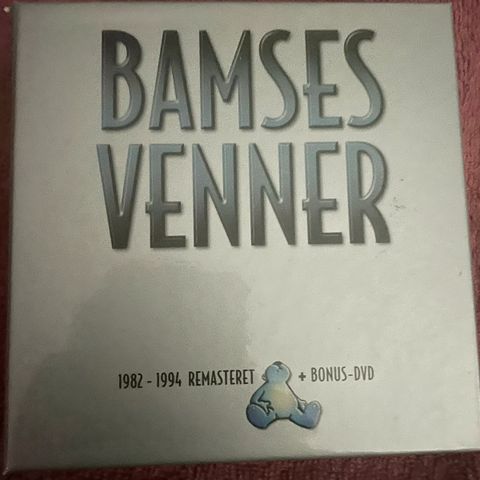 BAMSES
VENNER
1982 - 1994 REMASTERET + BONUS-DVD